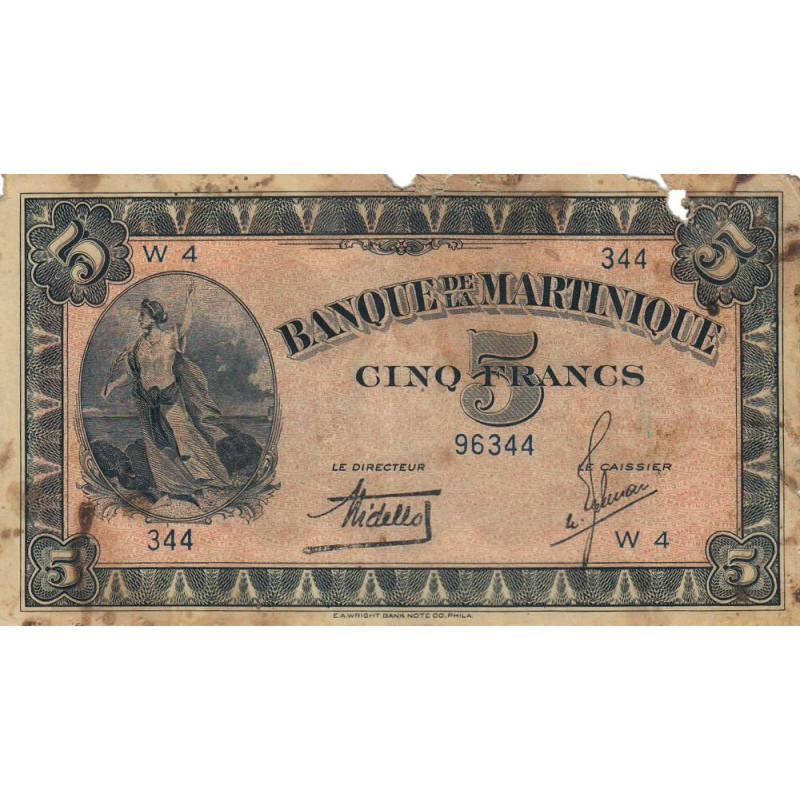 5 5
W 4 344
BANQUE DE LA MARTINIQUE
5
CINQ FRANCS
96344
LE DIRECTEUR LE CAISSIER
344 W 4
5 5
E.A.WRIGHT BANK NOTE CO. PHILA.